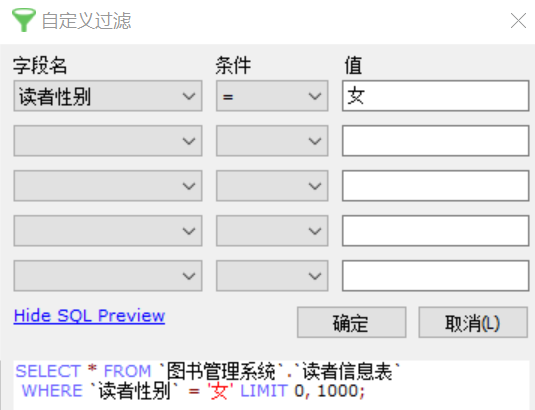 自定义过滤
字段名 条件 值
读者性别 = 女
Hide SQL Preview 确定 取消(L)
SELECT * FROM `图书管理系统`.`读者信息表`
WHERE `读者性别` = '女' LIMIT 0, 1000;